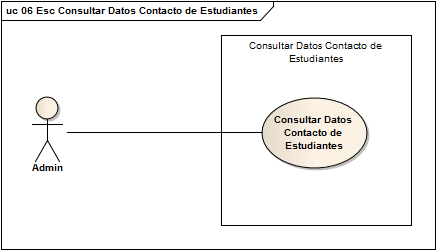 uc 06 Esc Consultar Datos Contacto de Estudiantes
Consultar Datos Contacto de
Estudiantes
Consultar Datos
Contacto de
Estudiantes
Admin